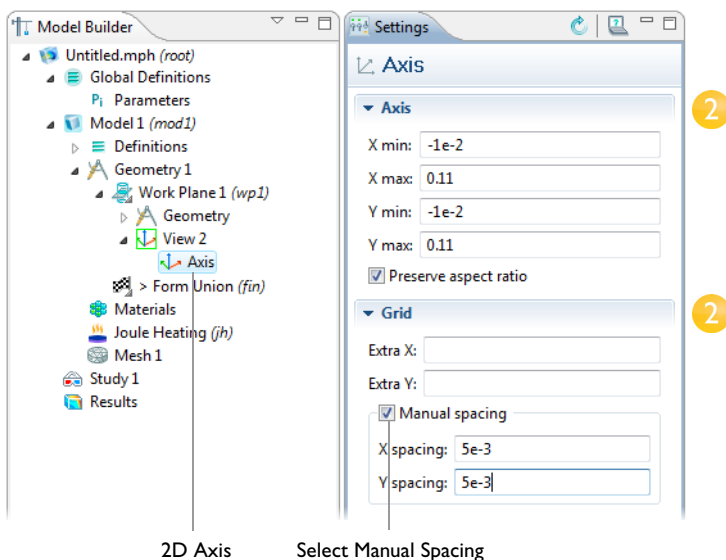 Model Builder
Untitled.mph (root)
Global Definitions
Pi Parameters
Model 1 (mod1)
Definitions
Geometry 1
Work Plane 1 (wp1)
Geometry
View 2
Axis
> Form Union (fin)
Materials
Joule Heating (jh)
Mesh 1
Study 1
Results
Settings
Axis
Axis
2
X min: -1e-2
X max: 0.11
Y min: -1e-2
Y max: 0.11
Preserve aspect ratio
Grid
2
Extra X:
Extra Y:
Manual spacing
X spacing: 5e-3
Y spacing: 5e-3
2D Axis
Select Manual Spacing